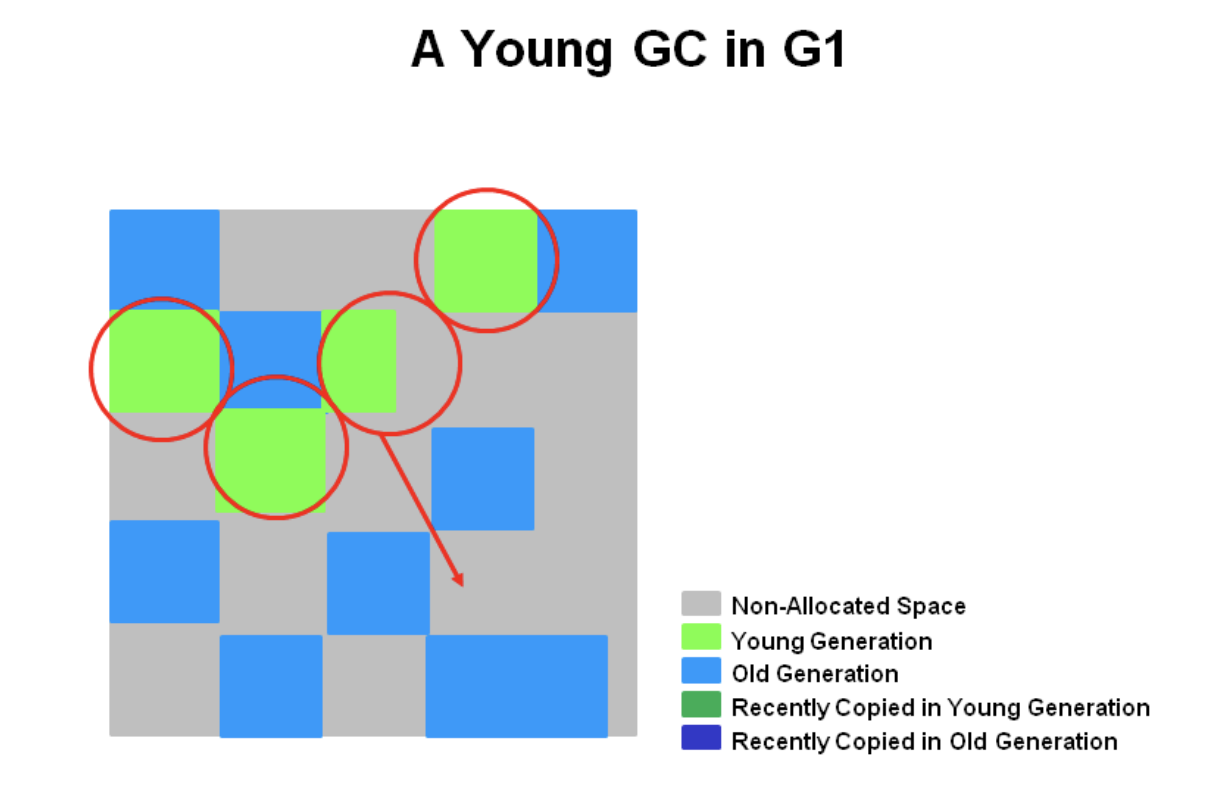 A Young GC in G1
Non-Allocated Space
Young Generation
Old Generation
Recently Copied in Young Generation
Recently Copied in Old Generation